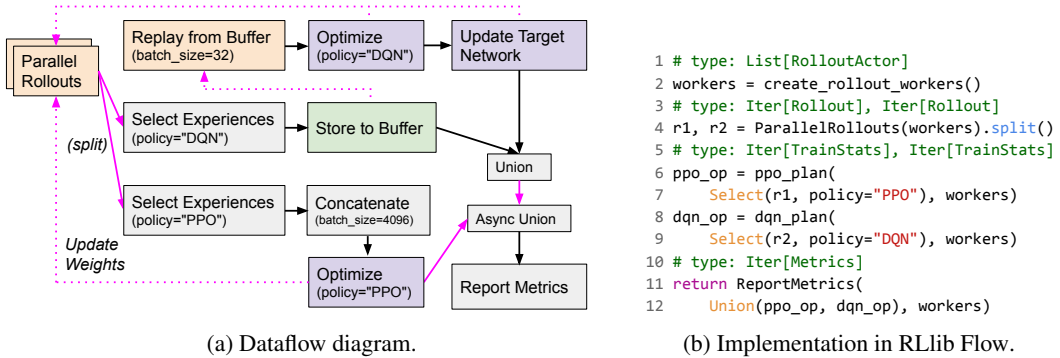 Parallel
Rollouts
Replay from Buffer
(batch_size=32)
Optimize
(policy="DQN")
Update Target
Network
(split)
Select Experiences
(policy="DQN")
Store to Buffer
Union
Select Experiences
(policy="PPO")
Concatenate
(batch_size=4096)
Async Union
Update
Weights
Optimize
(policy="PPO")
Report Metrics
(a) Dataflow diagram.
1 # type: List[RolloutActor]
2 workers = create_rollout_workers()
3 # type: Iter[Rollout], Iter[Rollout]
4 r1, r2 = ParallelRollouts(workers).split()
5 # type: Iter[TrainStats], Iter[TrainStats]
6 ppo_op = ppo_plan(
7     Select(r1, policy="PPO"), workers)
8 dqn_op = dqn_plan(
9     Select(r2, policy="DQN"), workers)
10 # type: Iter[Metrics]
11 return ReportMetrics(
12     Union(ppo_op, dqn_op), workers)
(b) Implementation in RLlib Flow.